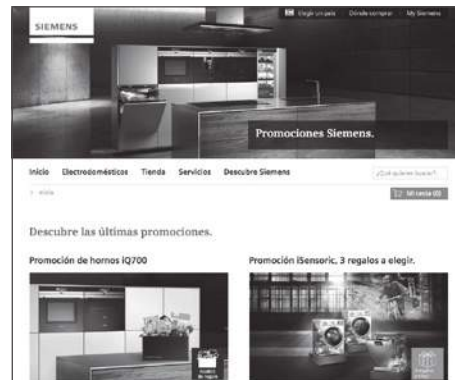 SIEMENS
Elegir un país Dónde comprar My Siemens
Promociones Siemens.
Inicio Electrodomésticos Tienda Servicios Descubre Siemens
¿Qué quieres buscar?
Inicio
Mi cesta (0)
Descubre las últimas promociones.
Promoción de hornos iQ700
Promoción iSensoric, 3 regalos a elegir.